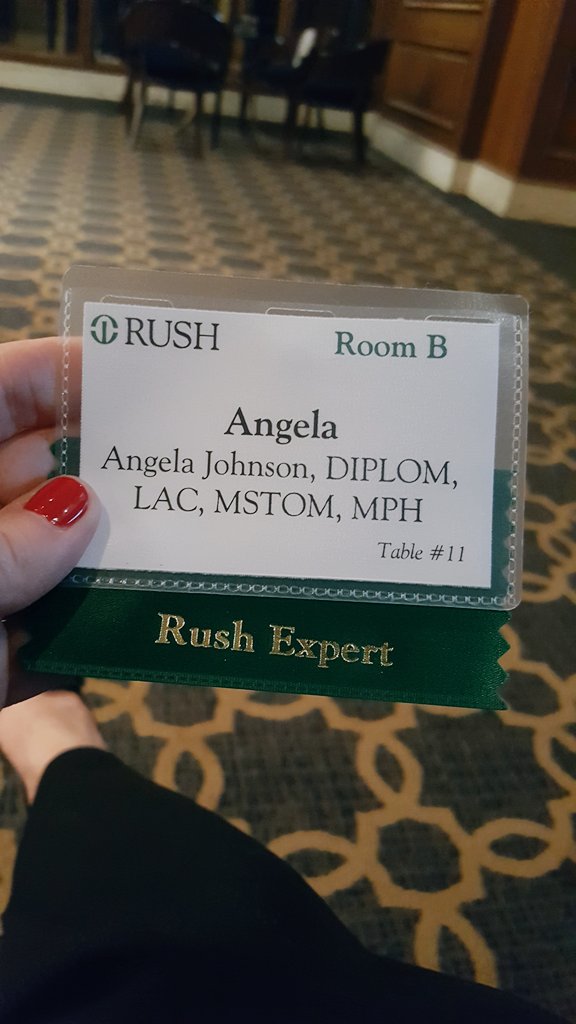 RUSH Room B
Angela
Angela Johnson, DIPLOM,
LAC, MSTOM, MPH
Table #11
Rush Expert